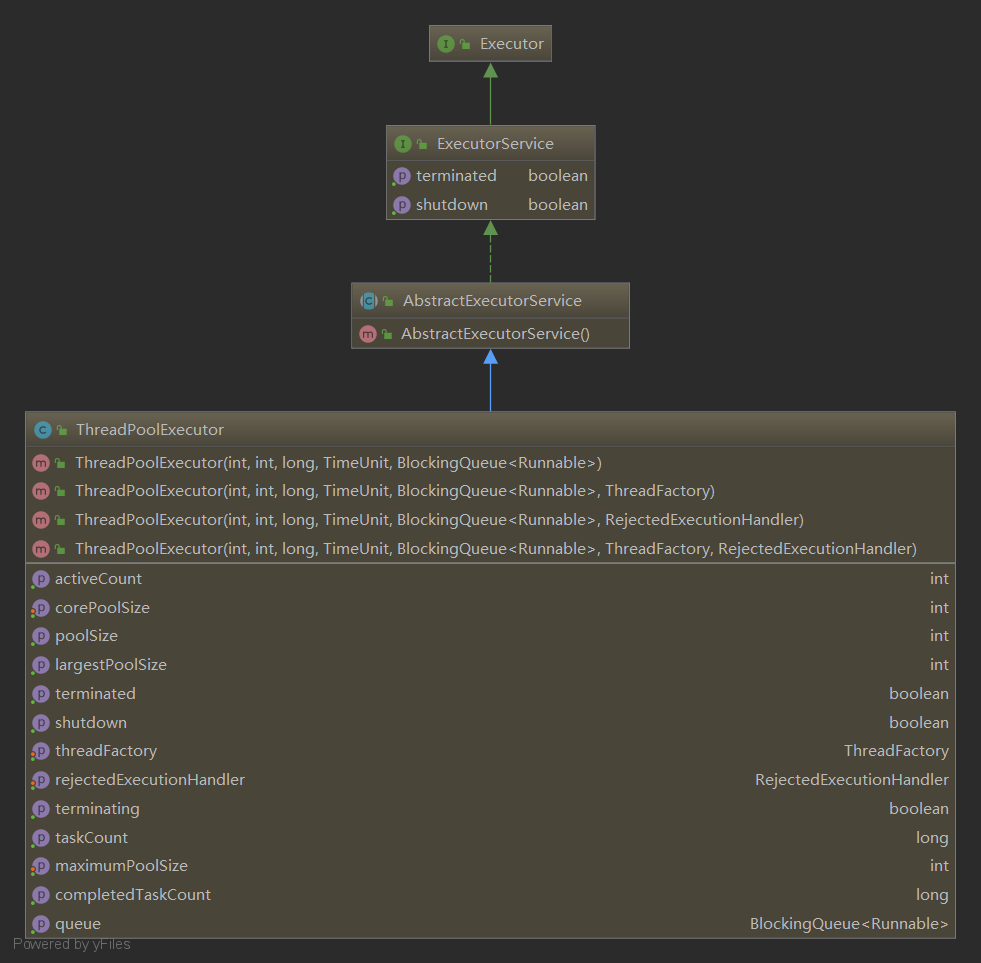 Executor
ExecutorService
terminated boolean
shutdown boolean
AbstractExecutorService
AbstractExecutorService()
ThreadPoolExecutor
ThreadPoolExecutor(int, int, long, TimeUnit, BlockingQueue<Runnable>)
ThreadPoolExecutor(int, int, long, TimeUnit, BlockingQueue<Runnable>, ThreadFactory)
ThreadPoolExecutor(int, int, long, TimeUnit, BlockingQueue<Runnable>, RejectedExecutionHandler)
ThreadPoolExecutor(int, int, long, TimeUnit, BlockingQueue<Runnable>, ThreadFactory, RejectedExecutionHandler)
activeCount int
corePoolSize int
poolSize int
largestPoolSize int
terminated boolean
shutdown boolean
threadFactory ThreadFactory
rejectedExecutionHandler RejectedExecutionHandler
terminating boolean
taskCount long
maximumPoolSize int
completedTaskCount long
queue BlockingQueue<Runnable>
Powered by yFiles